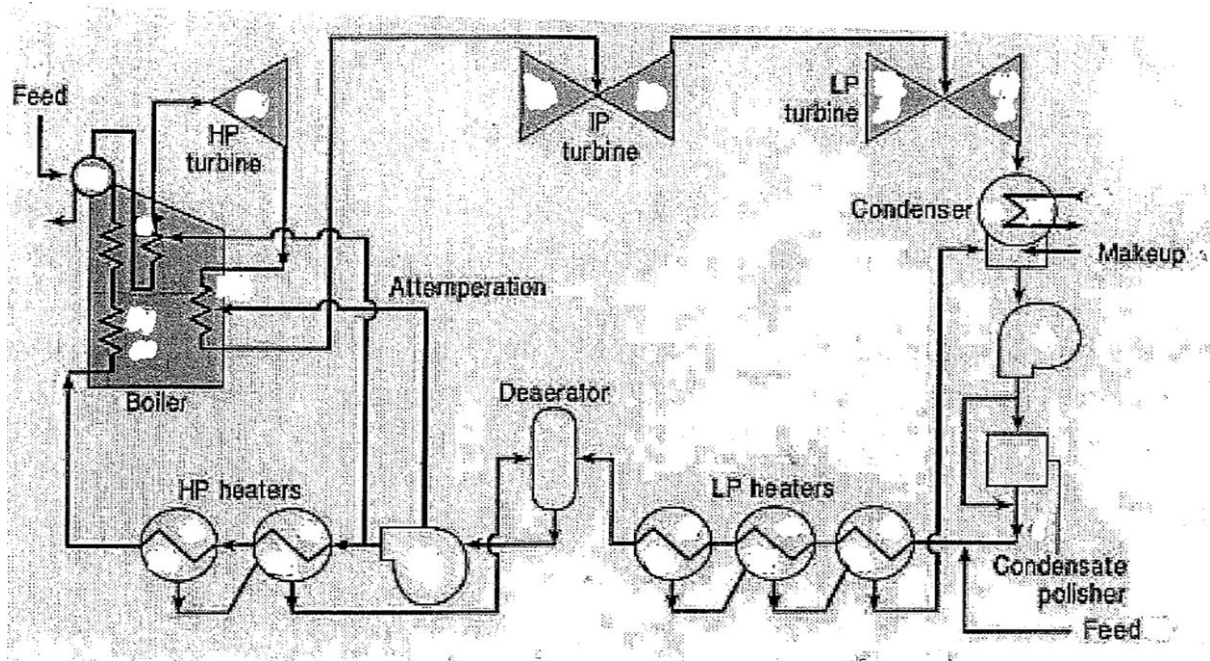 Feed
HP
turbine
IP
turbine
LP
turbine
Condenser
Makeup
Attemperation
Boiler
Deaerator
HP heaters
LP heaters
Condensate
polisher
Feed